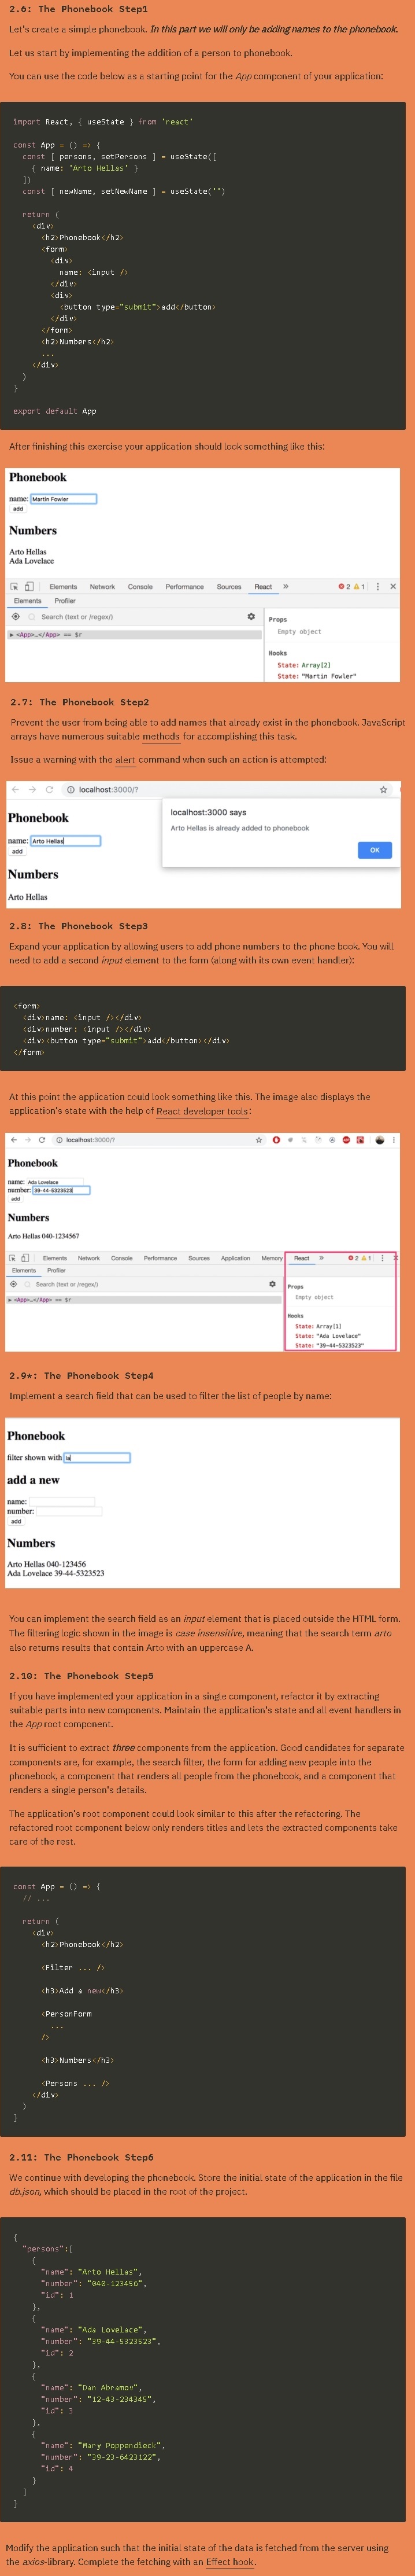 2.6: The Phonebook Step1
Let's create a simple phonebook. In this part we will only be adding names to the phonebook.
Let us start by implementing the addition of a person to phonebook.
You can use the code below as a starting point for the App component of your application:
import React, { useState } from 'react'
const App = () => {
const [ persons, setPersons ] = useState([
{ name: 'Arto Hellas' }
])
const [ newName, setNewName ] = useState('')
return (
<div>
<h2>Phonebook</h2>
<form>
<div>
name: <input />
</div>
<div>
<button type="submit">add</button>
</div>
</form>
<h2>Numbers</h2>
...
</div>
)
}
export default App
After finishing this exercise your application should look something like this:
Phonebook
name: Martin Fowler
add
Numbers
Arto Hellas
Ada Lovelace
Elements Network Console Performance Sources React » 2 1
Elements Profiler
Search (text or /regex/)
Props
Empty object
<App>…</App> == $r
Hooks
State: Array[2]
State: "Martin Fowler"
2.7: The Phonebook Step2
Prevent the user from being able to add names that already exist in the phonebook. JavaScript
arrays have numerous suitable methods for accomplishing this task.
Issue a warning with the alert command when such an action is attempted:
localhost:3000/?
Phonebook
name: Arto Hellas
add
Numbers
Arto Hellas
localhost:3000 says
Arto Hellas is already added to phonebook
OK
2.8: The Phonebook Step3
Expand your application by allowing users to add phone numbers to the phone book. You will
need to add a second input element to the form (along with its own event handler):
<form>
<div>name: <input /></div>
<div>number: <input /></div>
<div><button type="submit">add</button></div>
</form>
At this point the application could look something like this. The image also displays the
application's state with the help of React developer tools:
localhost:3000/?
Phonebook
name: Ada Lovelace
number: 39-44-5323523
add
Numbers
Arto Hellas 040-1234567
Elements Network Console Sources Performance Application Memory React » 2 1
Elements Profiler
Search (text or /regex/)
Props
Empty object
<App>…</App> == $r
Hooks
State: Array[1]
State: "Ada Lovelace"
State: "39-44-5323523"
2.9*: The Phonebook Step4
Implement a search field that can be used to filter the list of people by name:
Phonebook
filter shown with
add a new
name:
number:
add
Numbers
Arto Hellas 040-123456
Ada Lovelace 39-44-5323523
You can implement the search field as an input element that is placed outside the HTML form.
The filtering logic shown in the image is case insensitive, meaning that the search term arto
also returns results that contain Arto with an uppercase A.
2.10: The Phonebook Step5
If you have implemented your application in a single component, refactor it by extracting
suitable parts into new components. Maintain the application's state and all event handlers in
the App root component.
It is sufficient to extract three components from the application. Good candidates for separate
components are, for example, the search filter, the form for adding new people into the
phonebook, a component that renders all people from the phonebook, and a component that
renders a single person's details.
The application's root component could look similar to this after the refactoring. The
refactored root component below only renders titles and lets the extracted components take
care of the rest.
const App = () => {
// ...
return (
<div>
<h2>Phonebook</h2>
<Filter ... />
<h3>Add a new</h3>
<PersonForm
...
/>
<h3>Numbers</h3>
<Persons ... />
</div>
)
}
2.11: The Phonebook Step6
We continue with developing the phonebook. Store the initial state of the application in the file
db.json, which should be placed in the root of the project.
{
"persons":[
{
"name": "Arto Hellas",
"number": "040-123456",
"id": 1
},
{
"name": "Ada Lovelace",
"number": "39-44-5323523",
"id": 2
},
{
"name": "Dan Abramov",
"number": "12-43-234345",
"id": 3
},
{
"name": "Mary Poppendieck",
"number": "39-23-6423122",
"id": 4
}
]
}
Modify the application such that the initial state of the data is fetched from the server using
the axios-library. Complete the fetching with an Effect hook.